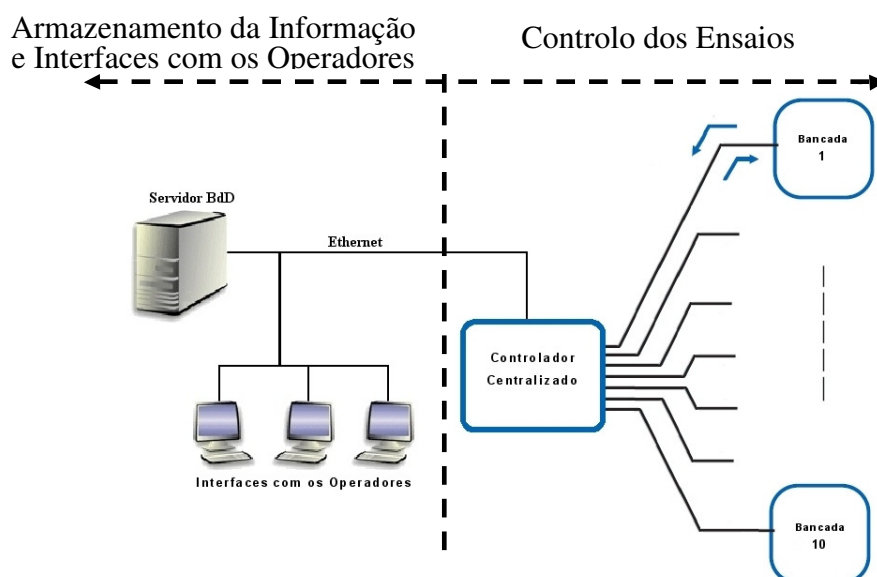 Armazenamento da Informação
e Interfaces com os Operadores
Controlo dos Ensaios
Bancada
1
Servidor BdD
Ethernet
Controlador
Centralizado
Interfaces com os Operadores
Bancada
10